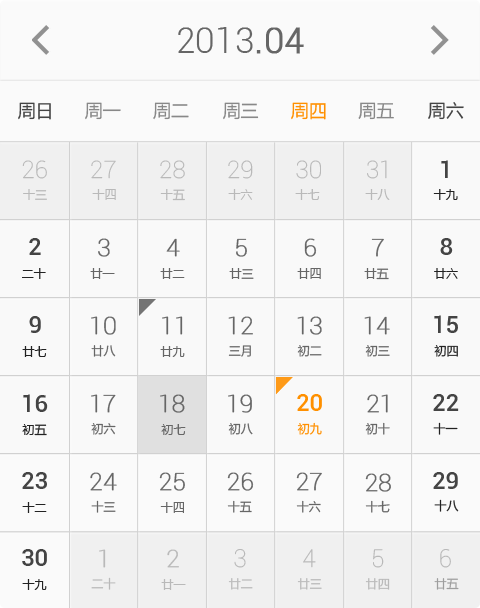 2013.04
周日 周一 周二 周三 周四 周五 周六
26 27 28 29 30 31 1
十三 十四 十五 十六 十七 十八 十九
2 3 4 5 6 7 8
二十 廿一 廿二 廿三 廿四 廿五 廿六
9 10 11 12 13 14 15
廿七 廿八 廿九 三月 初二 初三 初四
16 17 18 19 20 21 22
初五 初六 初七 初八 初九 初十 十一
23 24 25 26 27 28 29
十二 十三 十四 十五 十六 十七 十八
30 1 2 3 4 5 6
十九 二十 廿一 廿二 廿三 廿四 廿五